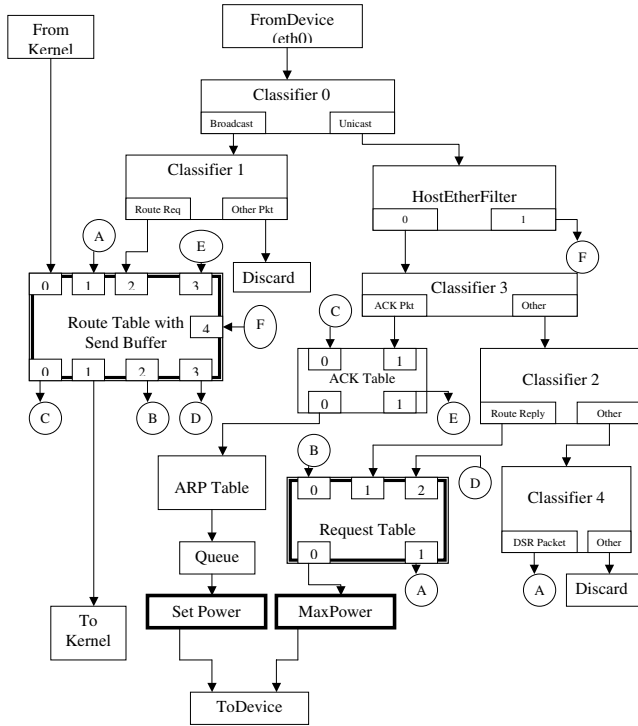 From
Kernel
FromDevice
(eth0)
Classifier 0
Broadcast
Unicast
Classifier 1
Route Req
Other Pkt
HostEtherFilter
0
1
A
E
F
Discard
0
1
2
3
Route Table with
Send Buffer
4
F
0
1
2
3
C
B
D
Classifier 3
ACK Pkt
Other
C
0
1
ACK Table
0
1
E
Classifier 2
Route Reply
Other
ARP Table
B
D
0
1
2
Request Table
0
1
A
Classifier 4
DSR Packet
Other
A
Discard
Queue
Set Power
MaxPower
To
Kernel
ToDevice